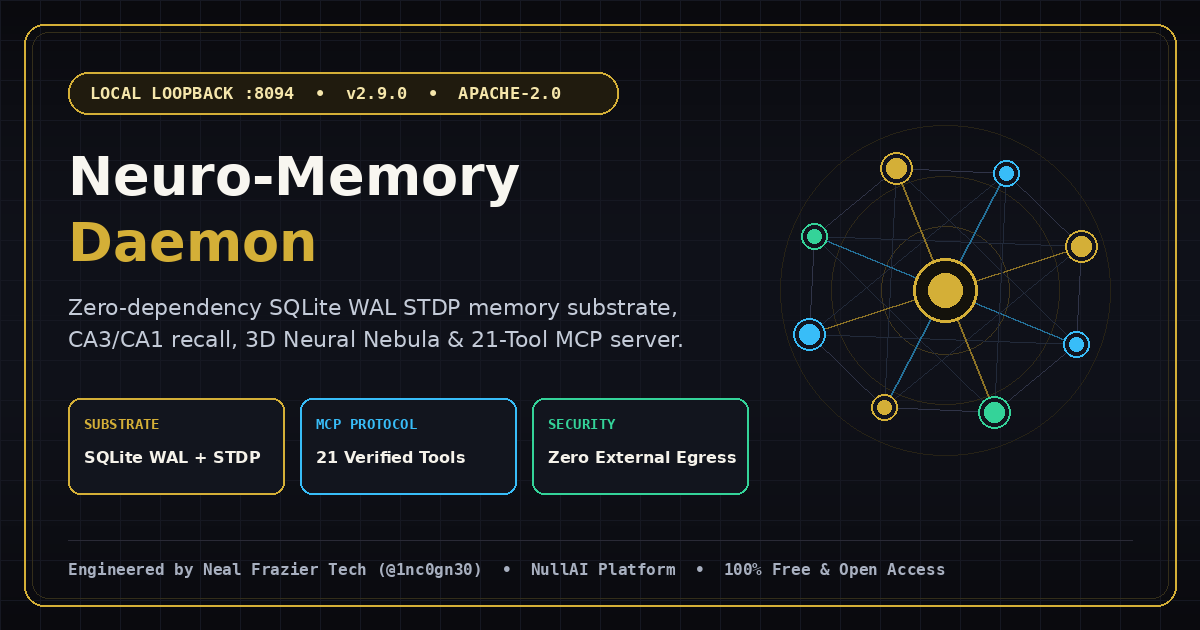 LOCAL LOOPBACK :8094 • v2.9.0 • APACHE-2.0
Neuro-Memory
Daemon
Zero-dependency SQLite WAL STDP memory substrate,
CA3/CA1 recall, 3D Neural Nebula & 21-Tool MCP server.
SUBSTRATE
SQLite WAL + STDP
MCP PROTOCOL
21 Verified Tools
SECURITY
Zero External Egress
Engineered by Neal Frazier Tech (@1nc0gn30) • NullAI Platform • 100% Free & Open Access